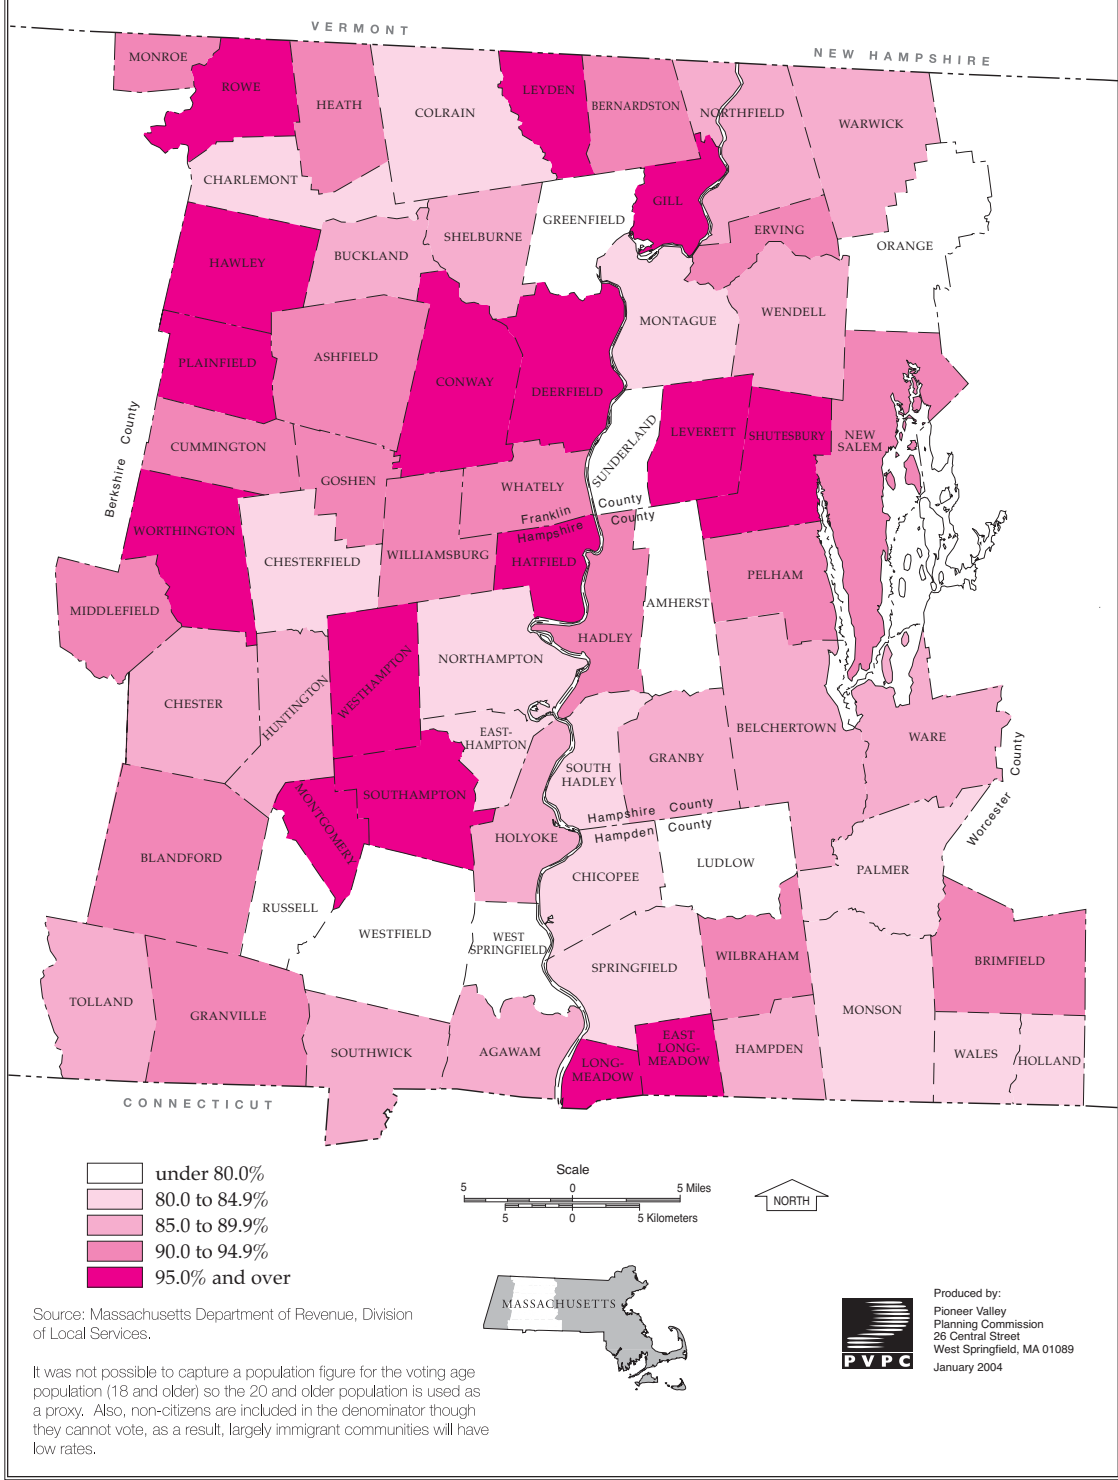 VERMONT
NEW HAMPSHIRE
MONROE
ROWE
HEATH
COLRAIN
LEYDEN
BERNARDSTON
NORTHFIELD
WARWICK
CHARLEMONT
GILL
GREENFIELD
ERVING
ORANGE
SHELBURNE
BUCKLAND
HAWLEY
MONTAGUE
WENDELL
PLAINFIELD
ASHFIELD
CONWAY
DEERFIELD
SUNDERLAND
LEVERETT
SHUTESBURY
NEW
SALEM
Berkshire County
CUMMINGTON
GOSHEN
WHATELY
Franklin County
Hampshire County
WORTHINGTON
CHESTERFIELD
WILLIAMSBURG
HATFIELD
PELHAM
AMHERST
MIDDLEFIELD
HADLEY
NORTHAMPTON
WESTHAMPTON
CHESTER
HUNTINGTON
EAST-
HAMPTON
BELCHERTOWN
WARE
SOUTH
HADLEY
GRANBY
Worcester County
MONTGOMERY
SOUTHAMPTON
Hampshire County
Hampden County
HOLYOKE
BLANDFORD
CHICOPEE
LUDLOW
PALMER
RUSSELL
WESTFIELD
WEST
SPRINGFIELD
SPRINGFIELD
WILBRAHAM
BRIMFIELD
TOLLAND
GRANVILLE
MONSON
SOUTHWICK
AGAWAM
LONG-
MEADOW
EAST
LONG-
MEADOW
HAMPDEN
WALES
HOLLAND
CONNECTICUT
under 80.0%
80.0 to 84.9%
85.0 to 89.9%
90.0 to 94.9%
95.0% and over
Scale
5 0 5 Miles
5 0 5 Kilometers
NORTH
MASSACHUSETTS
Source: Massachusetts Department of Revenue, Division
of Local Services.
It was not possible to capture a population figure for the voting age
population (18 and older) so the 20 and older population is used as
a proxy. Also, non-citizens are included in the denominator though
they cannot vote, as a result, largely immigrant communities will have
low rates.
PVPC
Produced by:
Pioneer Valley
Planning Commission
26 Central Street
West Springfield, MA 01089
January 2004